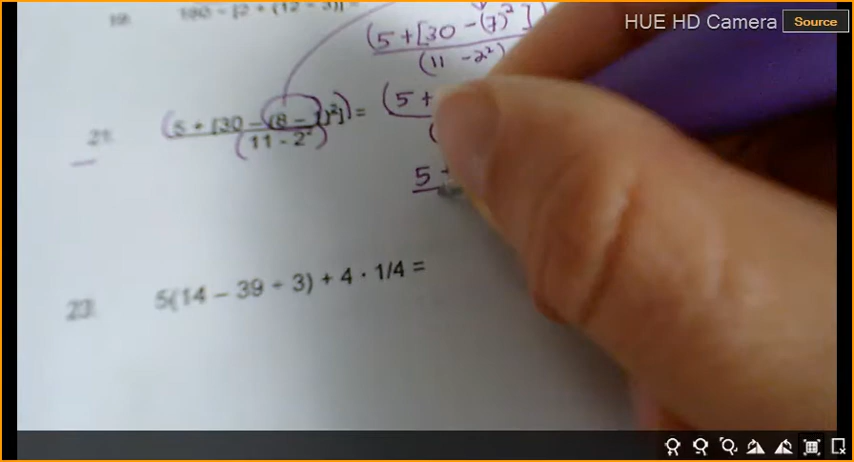 HUE HD Camera Source
19.
(5 + [30 - (7)²])
(11 - 2²)
21. (5 + [30 - (8 - 1)²]) = (5 +
(11 - 2²)
5 +
23. 5(14 – 39 ÷ 3) + 4 · 1/4 =